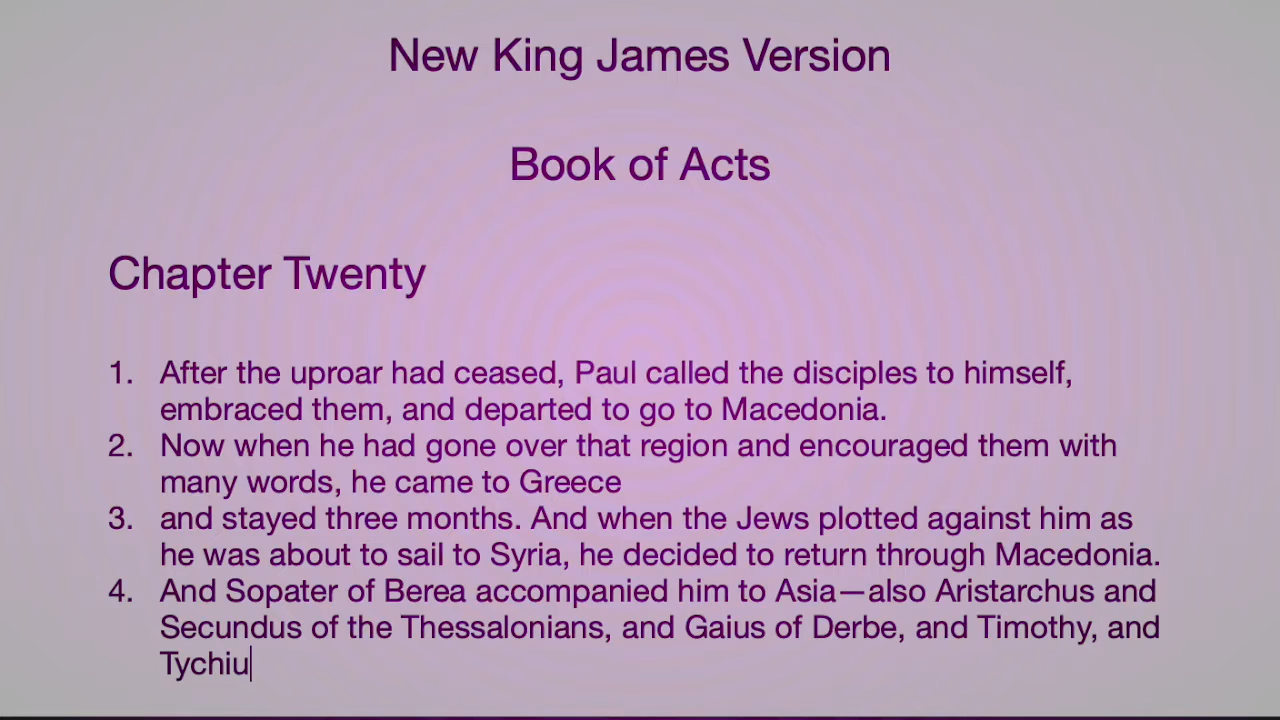 New King James Version
Book of Acts
Chapter Twenty
1. After the uproar had ceased, Paul called the disciples to himself,
embraced them, and departed to go to Macedonia.
2. Now when he had gone over that region and encouraged them with
many words, he came to Greece
3. and stayed three months. And when the Jews plotted against him as
he was about to sail to Syria, he decided to return through Macedonia.
4. And Sopater of Berea accompanied him to Asia—also Aristarchus and
Secundus of the Thessalonians, and Gaius of Derbe, and Timothy, and
Tychiu